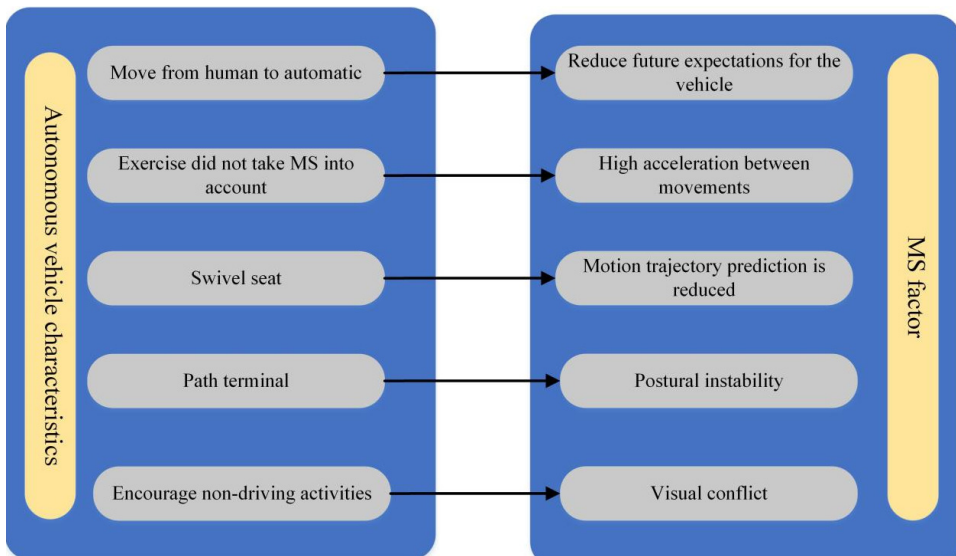 Autonomous vehicle characteristics
Move from human to automatic
Reduce future expectations for the
vehicle
Exercise did not take MS into
account
High acceleration between
movements
Swivel seat
Motion trajectory prediction is
reduced
Path terminal
Postural instability
Encourage non-driving activities
Visual conflict
MS factor